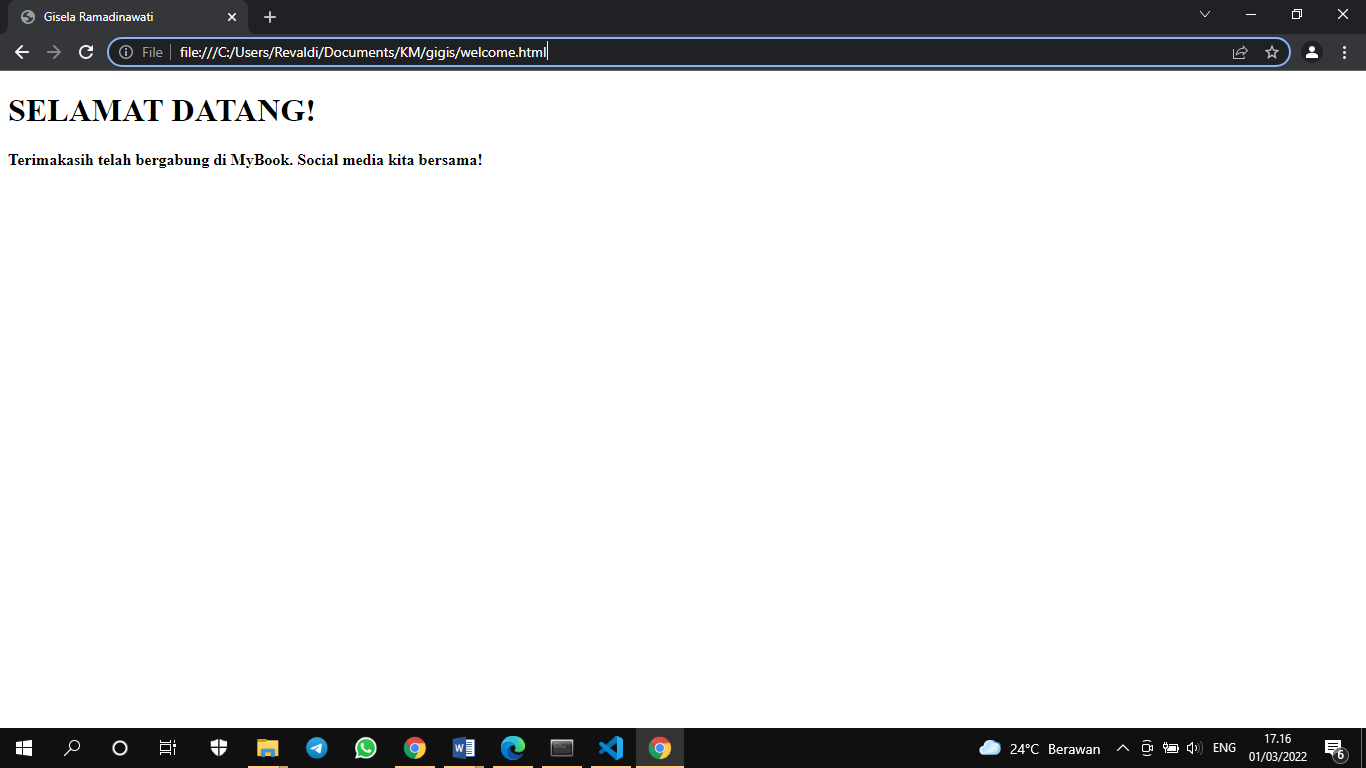 Gisela Ramadinawati
File file:///C:/Users/Revaldi/Documents/KM/gigis/welcome.html
SELAMAT DATANG!
Terimakasih telah bergabung di MyBook. Social media kita bersama!
24°C Berawan
ENG
17.16
01/03/2022
6